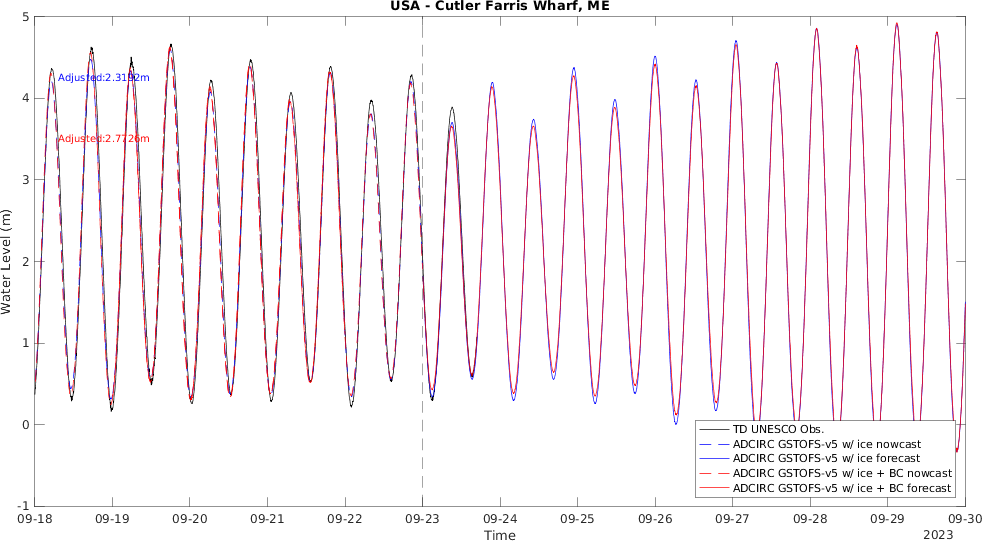 USA - Cutler Farris Wharf, ME
5
4
3
2
1
0
-1
Water Level (m)
Adjusted:2.3192m
Adjusted:2.7726m
TD UNESCO Obs.
ADCIRC GSTOFS-v5 w/ ice nowcast
ADCIRC GSTOFS-v5 w/ ice forecast
ADCIRC GSTOFS-v5 w/ ice + BC nowcast
ADCIRC GSTOFS-v5 w/ ice + BC forecast
09-18 09-19 09-20 09-21 09-22 09-23 09-24 09-25 09-26 09-27 09-28 09-29 09-30
Time
2023